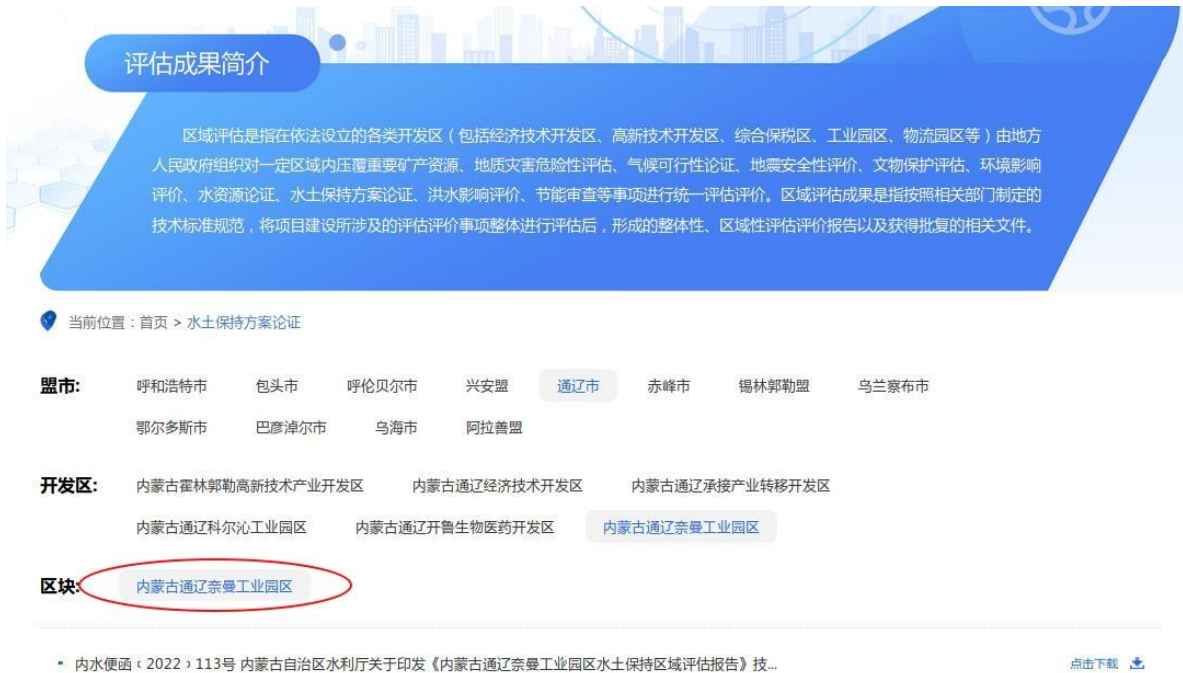 评估成果简介
区域评估是指在依法设立的各类开发区（包括经济技术开发区、高新技术开发区、综合保税区、工业园区、物流园区等）由地方
人民政府组织对一定区域内压覆重要矿产资源、地质灾害危险性评估、气候可行性论证、地震安全性评价、文物保护评估、环境影响
评价、水资源论证、水土保持方案论证、洪水影响评价、节能审查等事项进行统一评估评价。区域评估成果是指按照相关部门制定的
技术标准规范，将项目建设所涉及的评估评价事项整体进行评估后，形成的整体性、区域性评估评价报告以及获得批复的相关文件。
当前位置：首页 > 水土保持方案论证
盟市: 呼和浩特市 包头市 呼伦贝尔市 兴安盟 通辽市 赤峰市 锡林郭勒盟 乌兰察布市
鄂尔多斯市 巴彦淖尔市 乌海市 阿拉善盟
开发区: 内蒙古霍林郭勒高新技术产业开发区 内蒙古通辽经济技术开发区 内蒙古通辽承接产业转移开发区
内蒙古通辽科尔沁工业园区 内蒙古通辽开鲁生物医药开发区 内蒙古通辽奈曼工业园区
区块: 内蒙古通辽奈曼工业园区
内水便函﹝2022﹞113号 内蒙古自治区水利厅关于印发《内蒙古通辽奈曼工业园区水土保持区域评估报告》技... 点击下载